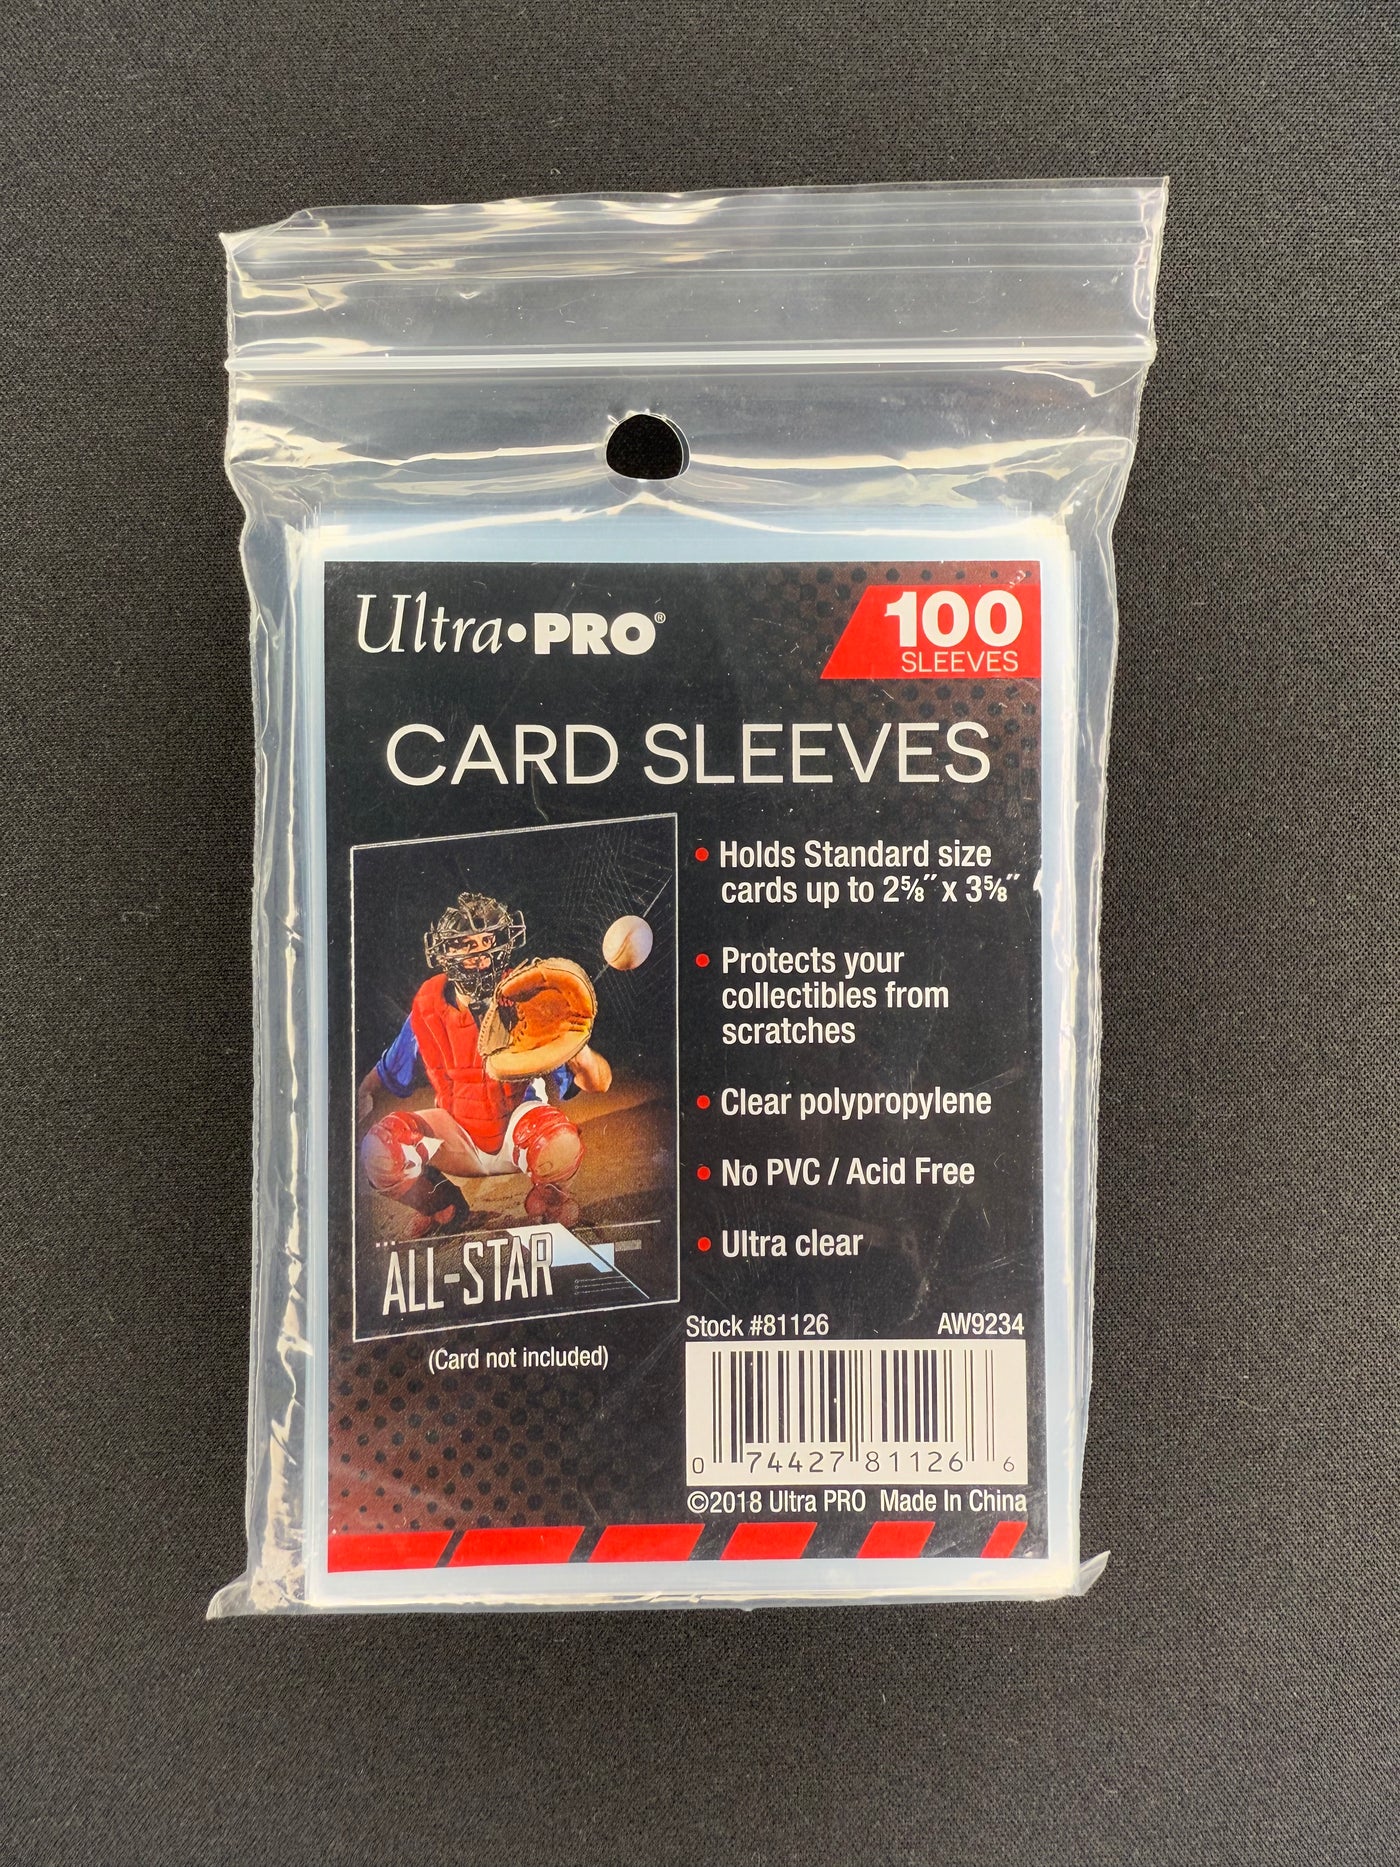 Ultra•PRO®
100
SLEEVES
CARD SLEEVES
• Holds Standard size
cards up to 2⅝″ x 3⅝″
• Protects your
collectibles from
scratches
• Clear polypropylene
• No PVC / Acid Free
• Ultra clear
ALL-STAR
(Card not included)
Stock #81126 AW9234
0 74427 81126 6
©2018 Ultra PRO Made In China